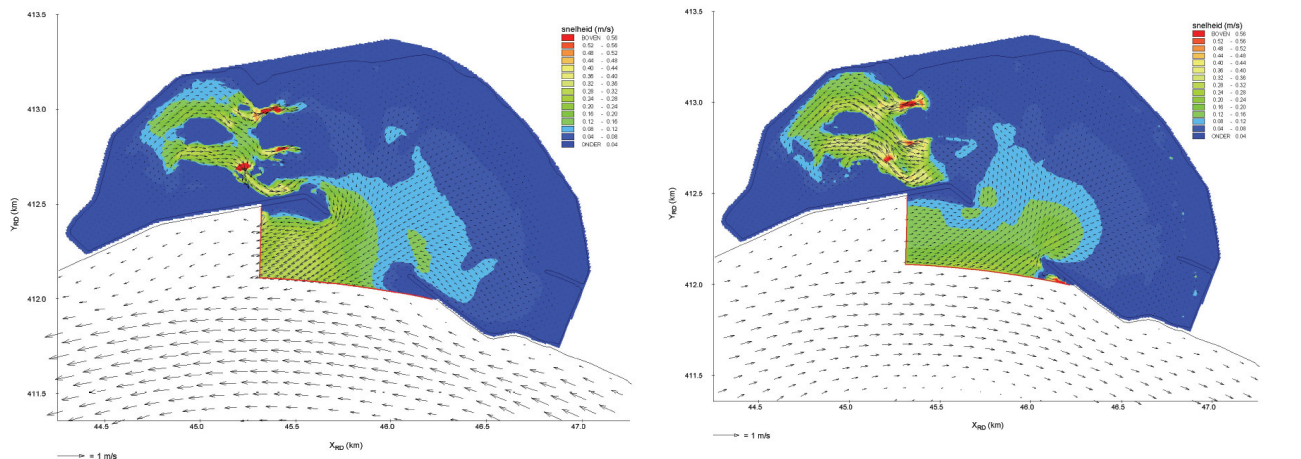 413.5
413.0
412.5
412.0
411.5
Y_RD (km)
44.5 45.0 45.5 46.0 46.5 47.0
X_RD (km)
= 1 m/s
snelheid (m/s)
BOVEN 0.56
0.52 - 0.56
0.48 - 0.52
0.44 - 0.48
0.40 - 0.44
0.36 - 0.40
0.32 - 0.36
0.28 - 0.32
0.24 - 0.28
0.20 - 0.24
0.16 - 0.20
0.12 - 0.16
0.08 - 0.12
0.04 - 0.08
ONDER 0.04
413.5
413.0
412.5
412.0
411.5
Y_RD (km)
44.5 45.0 45.5 46.0 46.5 47.0
X_RD (km)
= 1 m/s
snelheid (m/s)
BOVEN 0.56
0.52 - 0.56
0.48 - 0.52
0.44 - 0.48
0.40 - 0.44
0.36 - 0.40
0.32 - 0.36
0.28 - 0.32
0.24 - 0.28
0.20 - 0.24
0.16 - 0.20
0.12 - 0.16
0.08 - 0.12
0.04 - 0.08
ONDER 0.04